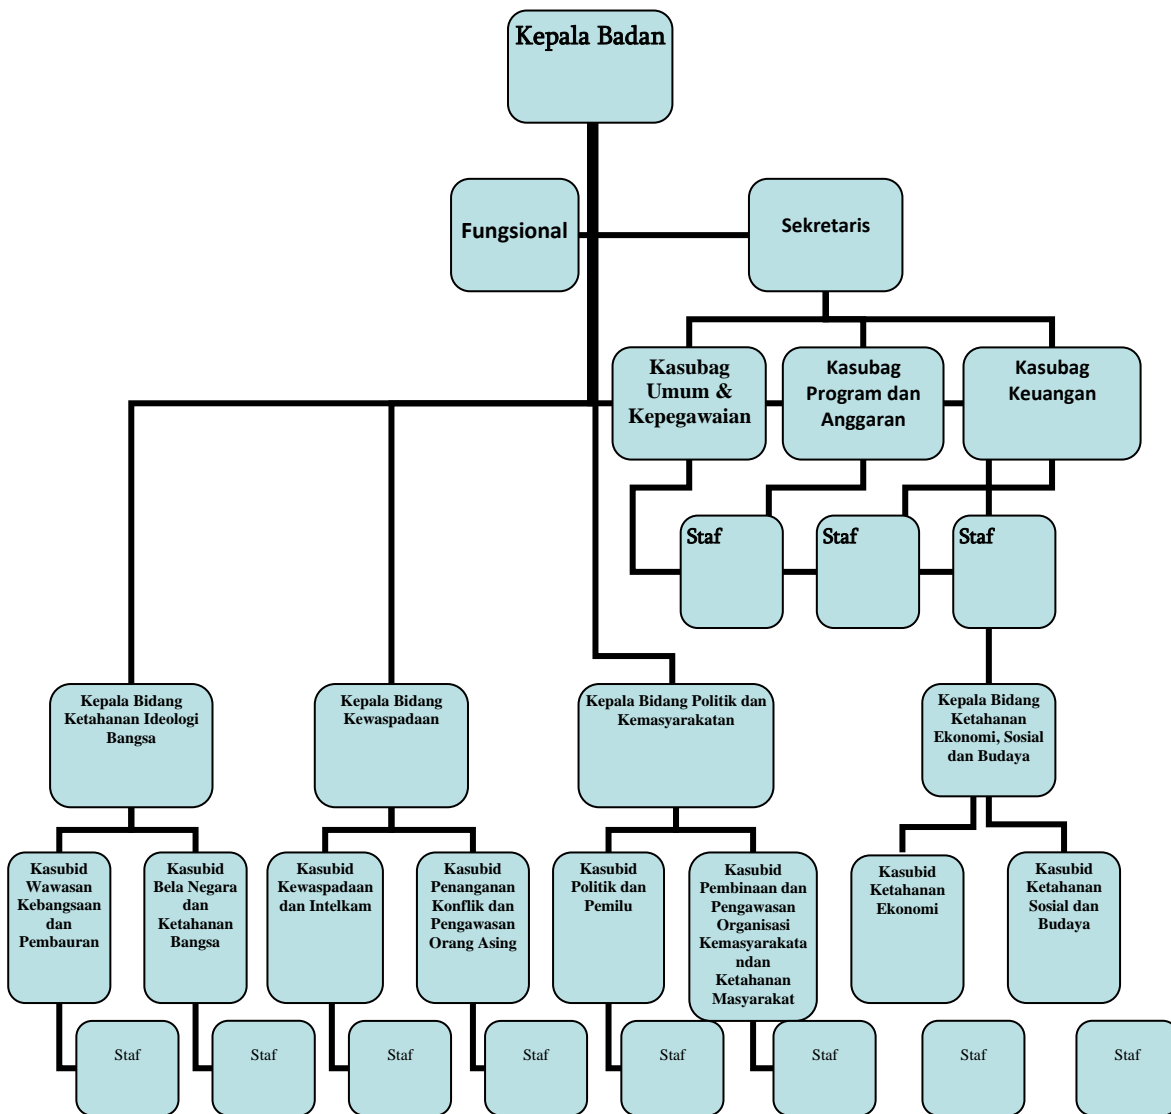 Kepala Badan
Fungsional
Sekretaris
Kasubag
Umum &
Kepegawaian
Kasubag
Program dan
Anggaran
Kasubag
Keuangan
Staf
Staf
Staf
Kepala Bidang
Ketahanan Ideologi
Bangsa
Kepala Bidang
Kewaspadaan
Kepala Bidang Politik dan
Kemasyarakatan
Kepala Bidang
Ketahanan
Ekonomi, Sosial
dan Budaya
Kasubid
Wawasan
Kebangsaan
dan
Pembauran
Kasubid
Bela Negara
dan
Ketahanan
Bangsa
Kasubid
Kewaspadaan
dan Intelkam
Kasubid
Penanganan
Konflik dan
Pengawasan
Orang Asing
Kasubid
Politik dan
Pemilu
Kasubid
Pembinaan dan
Pengawasan
Organisasi
Kemasyarakata
ndan
Ketahanan
Masyarakat
Kasubid
Ketahanan
Ekonomi
Kasubid
Ketahanan
Sosial dan
Budaya
Staf
Staf
Staf
Staf
Staf
Staf
Staf
Staf